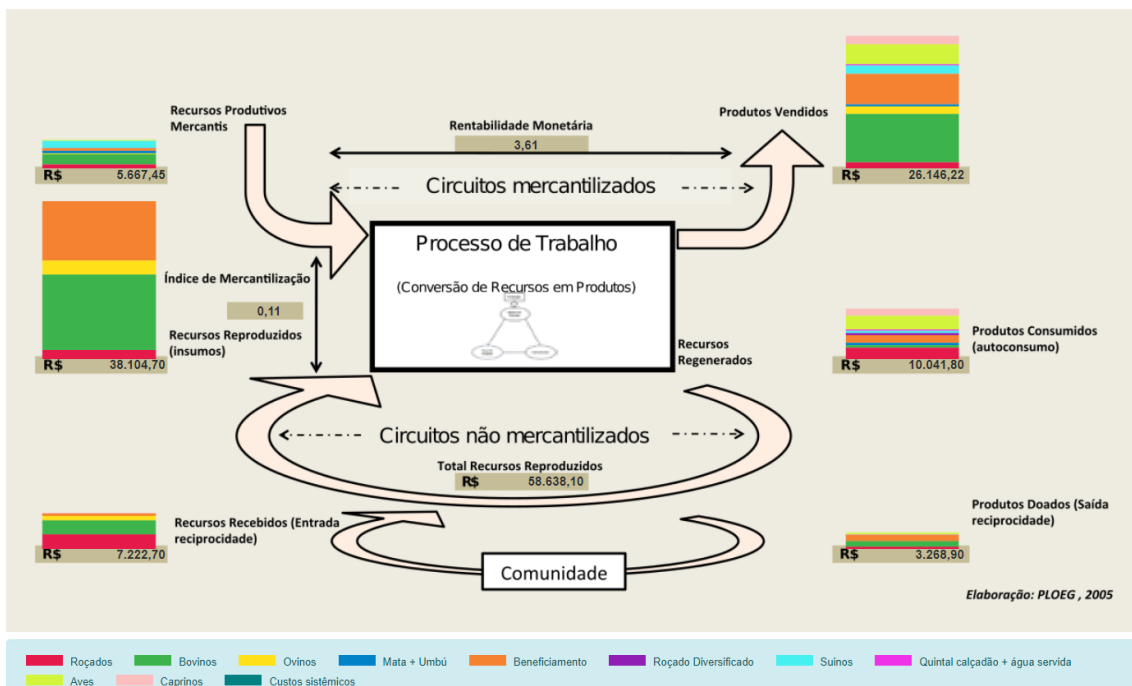 Recursos Produtivos
Mercantis
R$ 5.667,45
Rentabilidade Monetária
3,61
Circuitos mercantilizados
Produtos Vendidos
R$ 26.146,22
Processo de Trabalho
(Conversão de Recursos em Produtos)
Índice de Mercantilização
0,11
Recursos Reproduzidos
(insumos)
R$ 38.104,70
Recursos
Regenerados
Produtos Consumidos
(autoconsumo)
R$ 10.041,80
Circuitos não mercantilizados
Total Recursos Reproduzidos
R$ 58.638,10
Recursos Recebidos (Entrada
reciprocidade)
R$ 7.222,70
Produtos Doados (Saída
reciprocidade)
R$ 3.268,90
Comunidade
Elaboração: PLOEG , 2005
Roçados Bovinos Ovinos Mata + Umbú Beneficiamento Roçado Diversificado Suinos Quintal calçadão + água servida
Aves Caprinos Custos sistêmicos